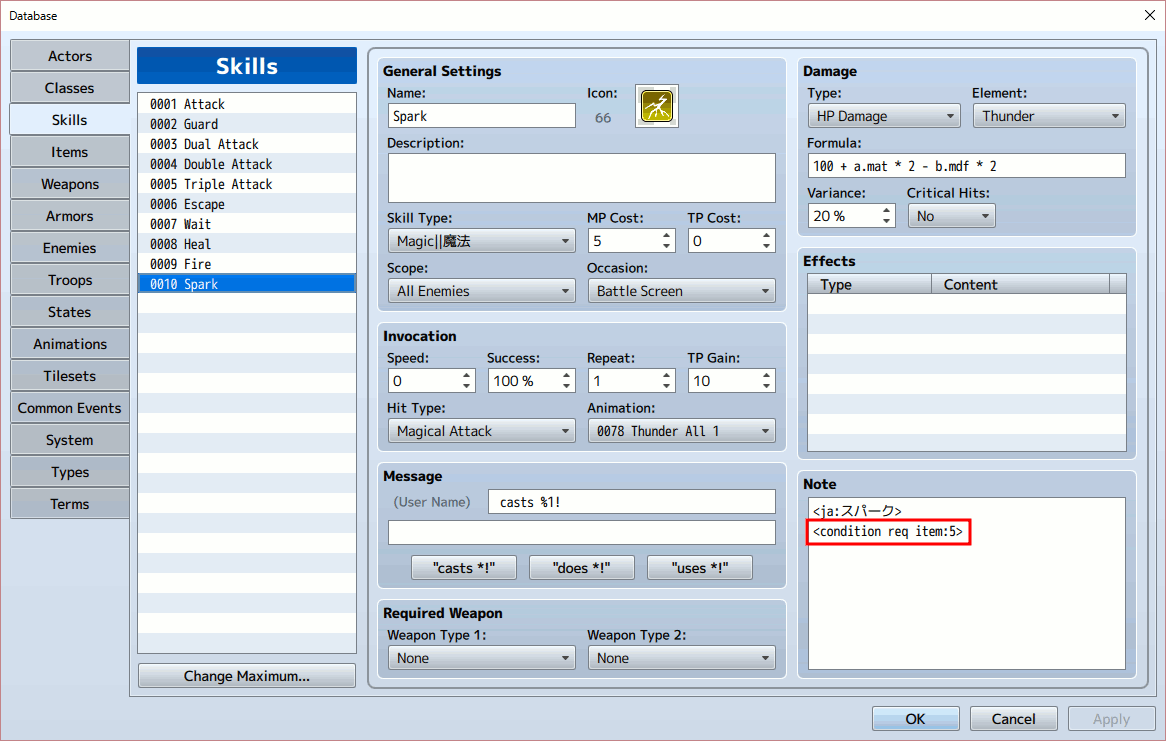 Database
Actors
Classes
Skills
Items
Weapons
Armors
Enemies
Troops
States
Animations
Tilesets
Common Events
System
Types
Terms
Skills
0001 Attack
0002 Guard
0003 Dual Attack
0004 Double Attack
0005 Triple Attack
0006 Escape
0007 Wait
0008 Heal
0009 Fire
0010 Spark
Change Maximum...
General Settings
Name: Icon:
Spark 66
Description:
Skill Type: MP Cost: TP Cost:
Magic||魔法 5 0
Scope: Occasion:
All Enemies Battle Screen
Invocation
Speed: Success: Repeat: TP Gain:
0 100 % 1 10
Hit Type: Animation:
Magical Attack 0078 Thunder All 1
Message
(User Name) casts %1!
"casts *!" "does *!" "uses *!"
Required Weapon
Weapon Type 1: Weapon Type 2:
None None
Damage
Type: Element:
HP Damage Thunder
Formula:
100 + a.mat * 2 - b.mdf * 2
Variance: Critical Hits:
20 % No
Effects
Type Content
Note
<ja:スパーク>
<condition req item:5>
OK Cancel Apply